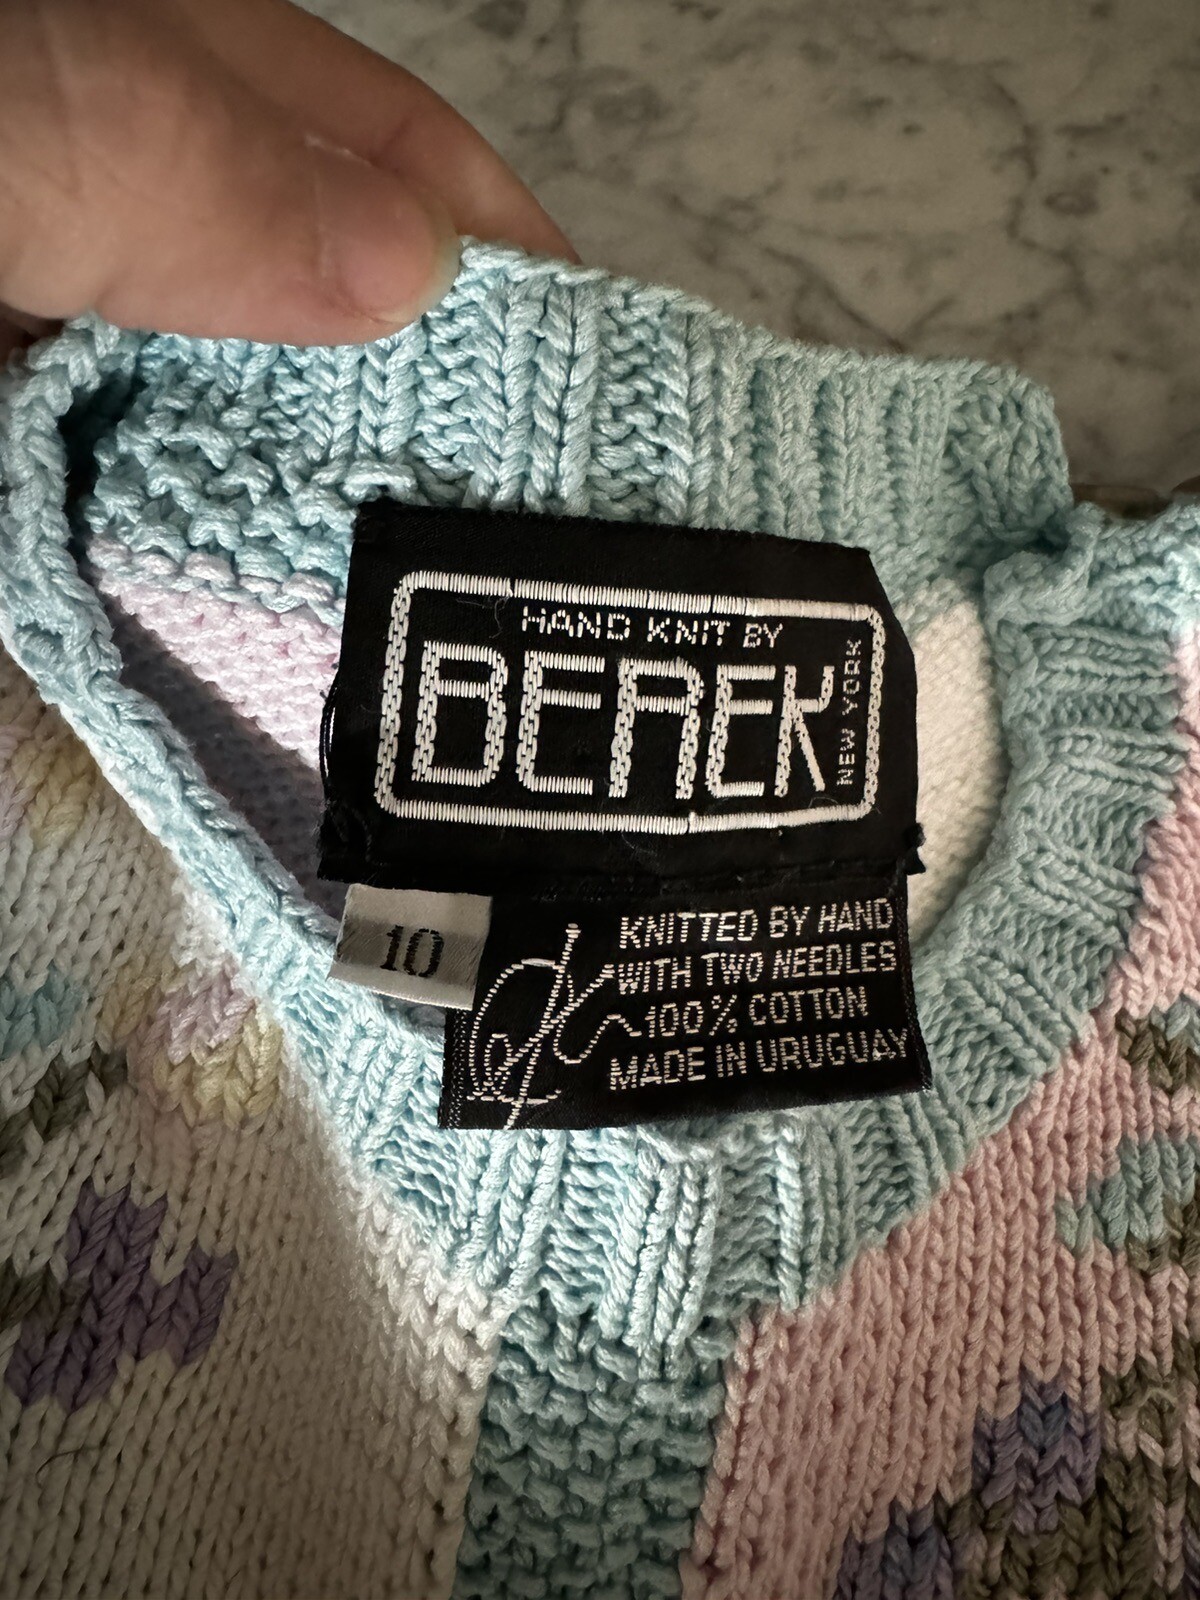 HAND KNIT BY
BEREK
NEW YORK
10
KNITTED BY HAND
WITH TWO NEEDLES
100% COTTON
MADE IN URUGUAY